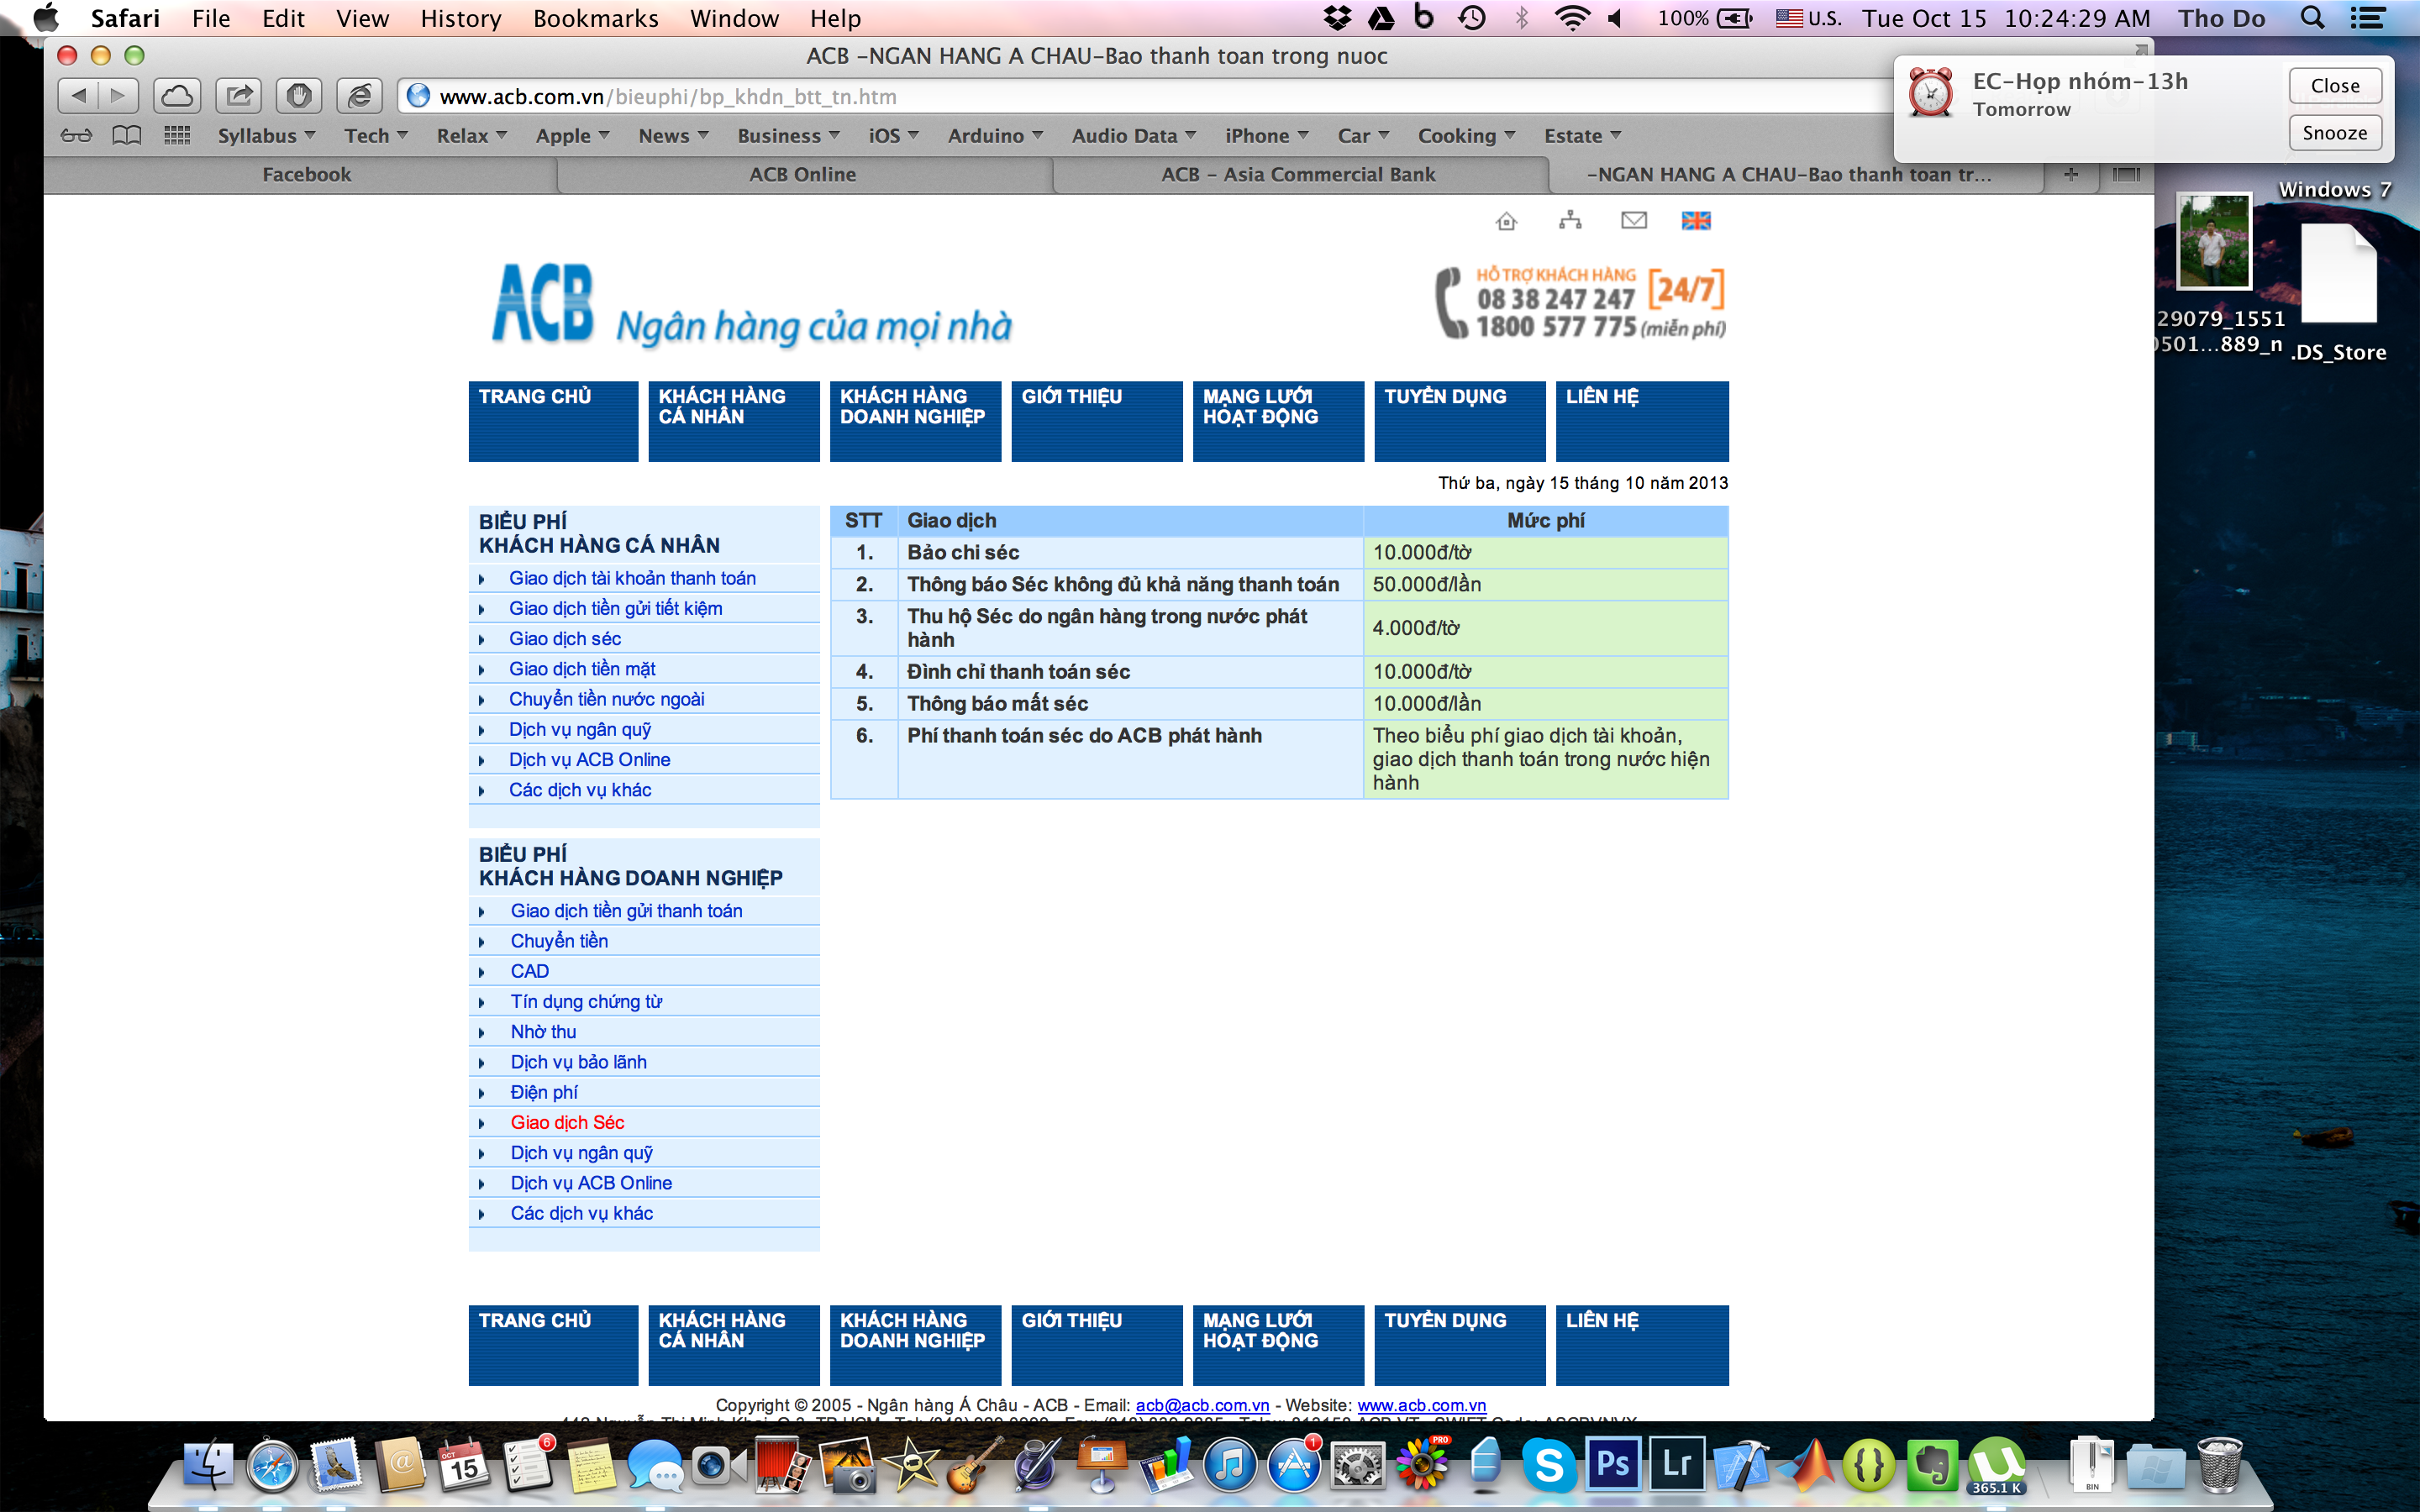 Safari File Edit View History Bookmarks Window Help
100% U.S. Tue Oct 15 10:24:29 AM Tho Do
ACB -NGAN HANG A CHAU-Bao thanh toan trong nuoc
www.acb.com.vn/bieuphi/bp_khdn_btt_tn.htm
EC-Họp nhóm-13h
Tomorrow
Close
Snooze
Syllabus Tech Relax Apple News Business iOS Arduino Audio Data iPhone Car Cooking Estate
Facebook
ACB Online
ACB - Asia Commercial Bank
-NGAN HANG A CHAU-Bao thanh toan tr...
Windows 7
29079_1551
0501...889_n
.DS_Store
ACB Ngân hàng của mọi nhà
HỖ TRỢ KHÁCH HÀNG [24/7]
08 38 247 247
1800 577 775 (miễn phí)
TRANG CHỦ
KHÁCH HÀNG
CÁ NHÂN
KHÁCH HÀNG
DOANH NGHIỆP
GIỚI THIỆU
MẠNG LƯỚI
HOẠT ĐỘNG
TUYỂN DỤNG
LIÊN HỆ
Thứ ba, ngày 15 tháng 10 năm 2013
BIỂU PHÍ
KHÁCH HÀNG CÁ NHÂN
Giao dịch tài khoản thanh toán
Giao dịch tiền gửi tiết kiệm
Giao dịch séc
Giao dịch tiền mặt
Chuyển tiền nước ngoài
Dịch vụ ngân quỹ
Dịch vụ ACB Online
Các dịch vụ khác
BIỂU PHÍ
KHÁCH HÀNG DOANH NGHIỆP
Giao dịch tiền gửi thanh toán
Chuyển tiền
CAD
Tín dụng chứng từ
Nhờ thu
Dịch vụ bảo lãnh
Điện phí
Giao dịch Séc
Dịch vụ ngân quỹ
Dịch vụ ACB Online
Các dịch vụ khác
STT Giao dịch Mức phí
1. Bảo chi séc 10.000đ/tờ
2. Thông báo Séc không đủ khả năng thanh toán 50.000đ/lần
3. Thu hộ Séc do ngân hàng trong nước phát
hành
4.000đ/tờ
4. Đình chỉ thanh toán séc 10.000đ/tờ
5. Thông báo mất séc 10.000đ/lần
6. Phí thanh toán séc do ACB phát hành Theo biểu phí giao dịch tài khoản,
giao dịch thanh toán trong nước hiện
hành
TRANG CHỦ
KHÁCH HÀNG
CÁ NHÂN
KHÁCH HÀNG
DOANH NGHIỆP
GIỚI THIỆU
MẠNG LƯỚI
HOẠT ĐỘNG
TUYỂN DỤNG
LIÊN HỆ
Copyright © 2005 - Ngân hàng Á Châu - ACB - Email: acb@acb.com.vn - Website: www.acb.com.vn
OCT
15
6
1
PRO
Ps
Lr
365.1 K
BIN